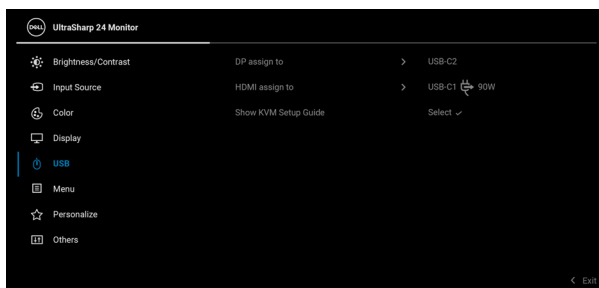 DELL UltraSharp 24 Monitor
Brightness/Contrast DP assign to > USB-C2
Input Source HDMI assign to > USB-C1 90W
Color Show KVM Setup Guide Select ✓
Display
USB
Menu
Personalize
Others
< Exit